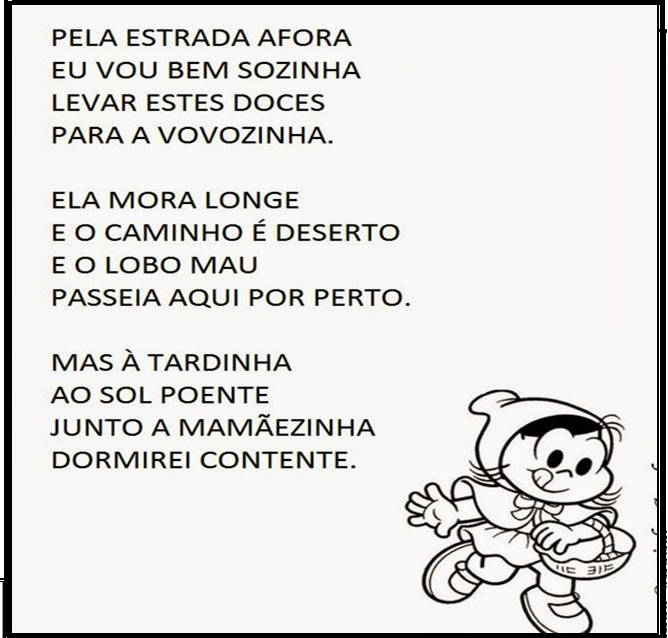 PELA ESTRADA AFORA
EU VOU BEM SOZINHA
LEVAR ESTES DOCES
PARA A VOVOZINHA.
ELA MORA LONGE
E O CAMINHO É DESERTO
E O LOBO MAU
PASSEIA AQUI POR PERTO.
MAS À TARDINHA
AO SOL POENTE
JUNTO A MAMÃEZINHA
DORMIREI CONTENTE.